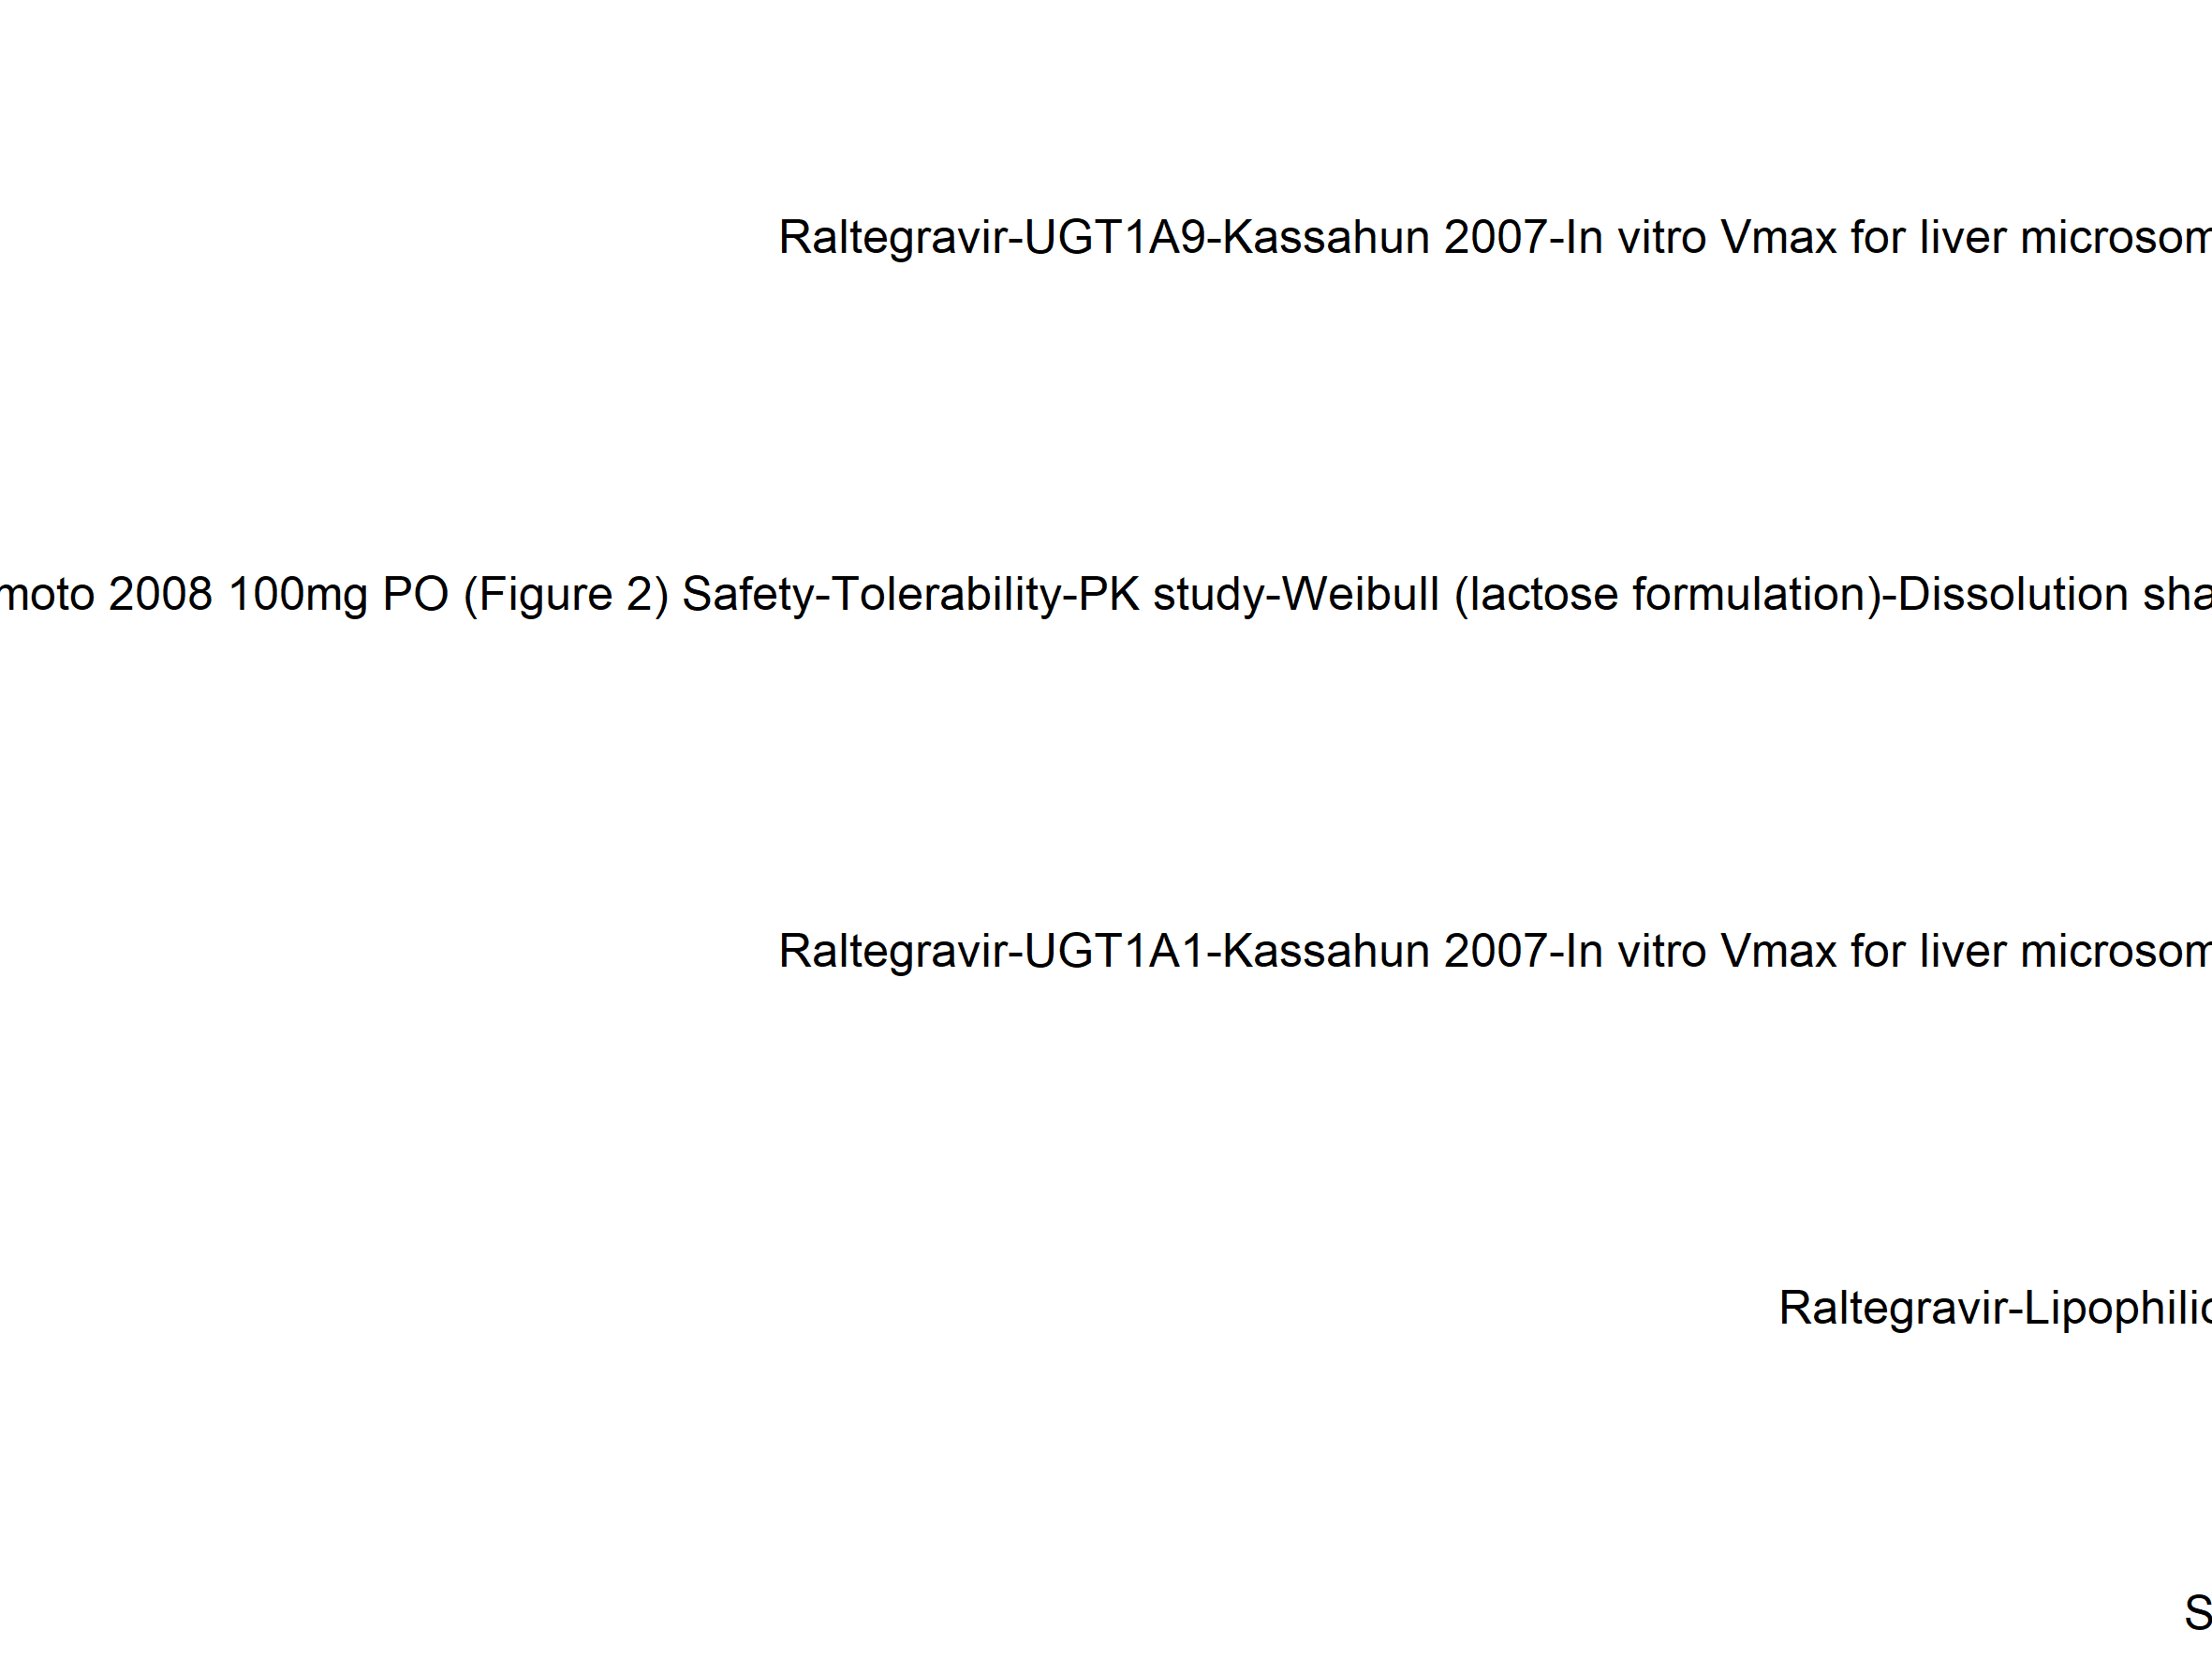 Raltegravir-UGT1A9-Kassahun 2007-In vitro Vmax for liver microsom
moto 2008 100mg PO (Figure 2) Safety-Tolerability-PK study-Weibull (lactose formulation)-Dissolution sha
Raltegravir-UGT1A1-Kassahun 2007-In vitro Vmax for liver microsom
Raltegravir-Lipophilic
S